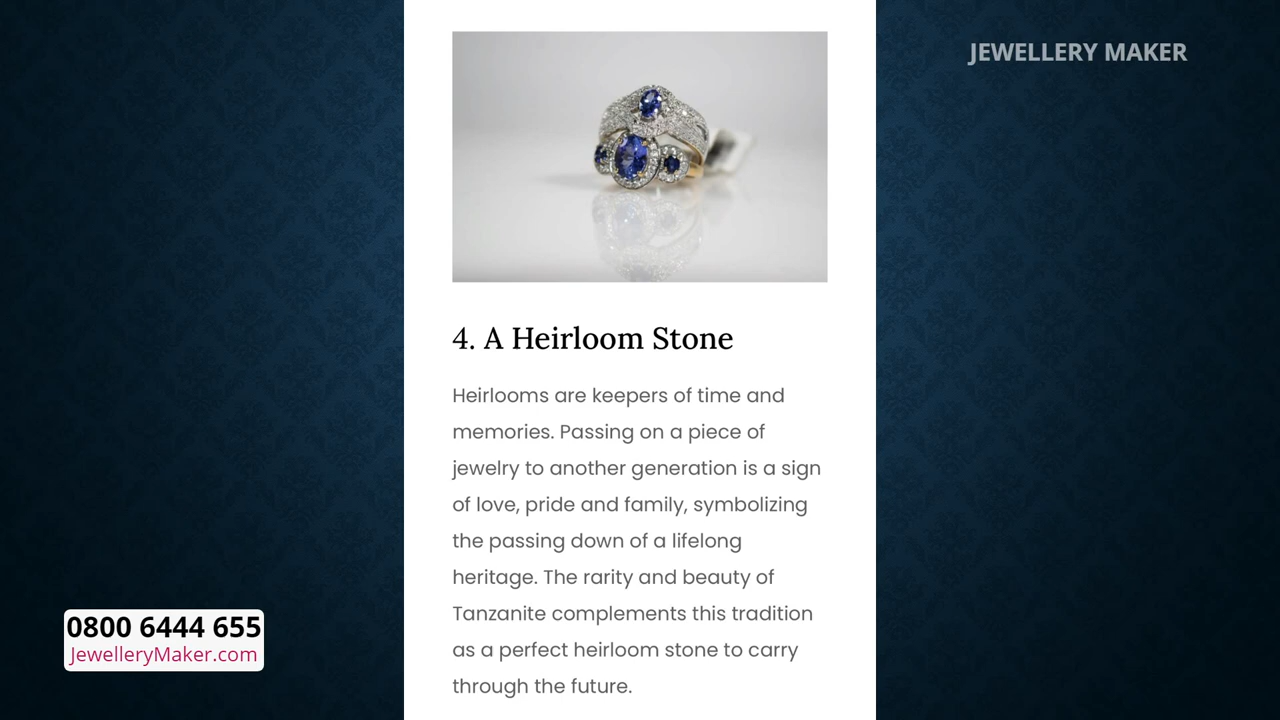 JEWELLERY MAKER
4. A Heirloom Stone
Heirlooms are keepers of time and
memories. Passing on a piece of
jewelry to another generation is a sign
of love, pride and family, symbolizing
the passing down of a lifelong
heritage. The rarity and beauty of
Tanzanite complements this tradition
as a perfect heirloom stone to carry
through the future.
0800 6444 655
JewelleryMaker.com